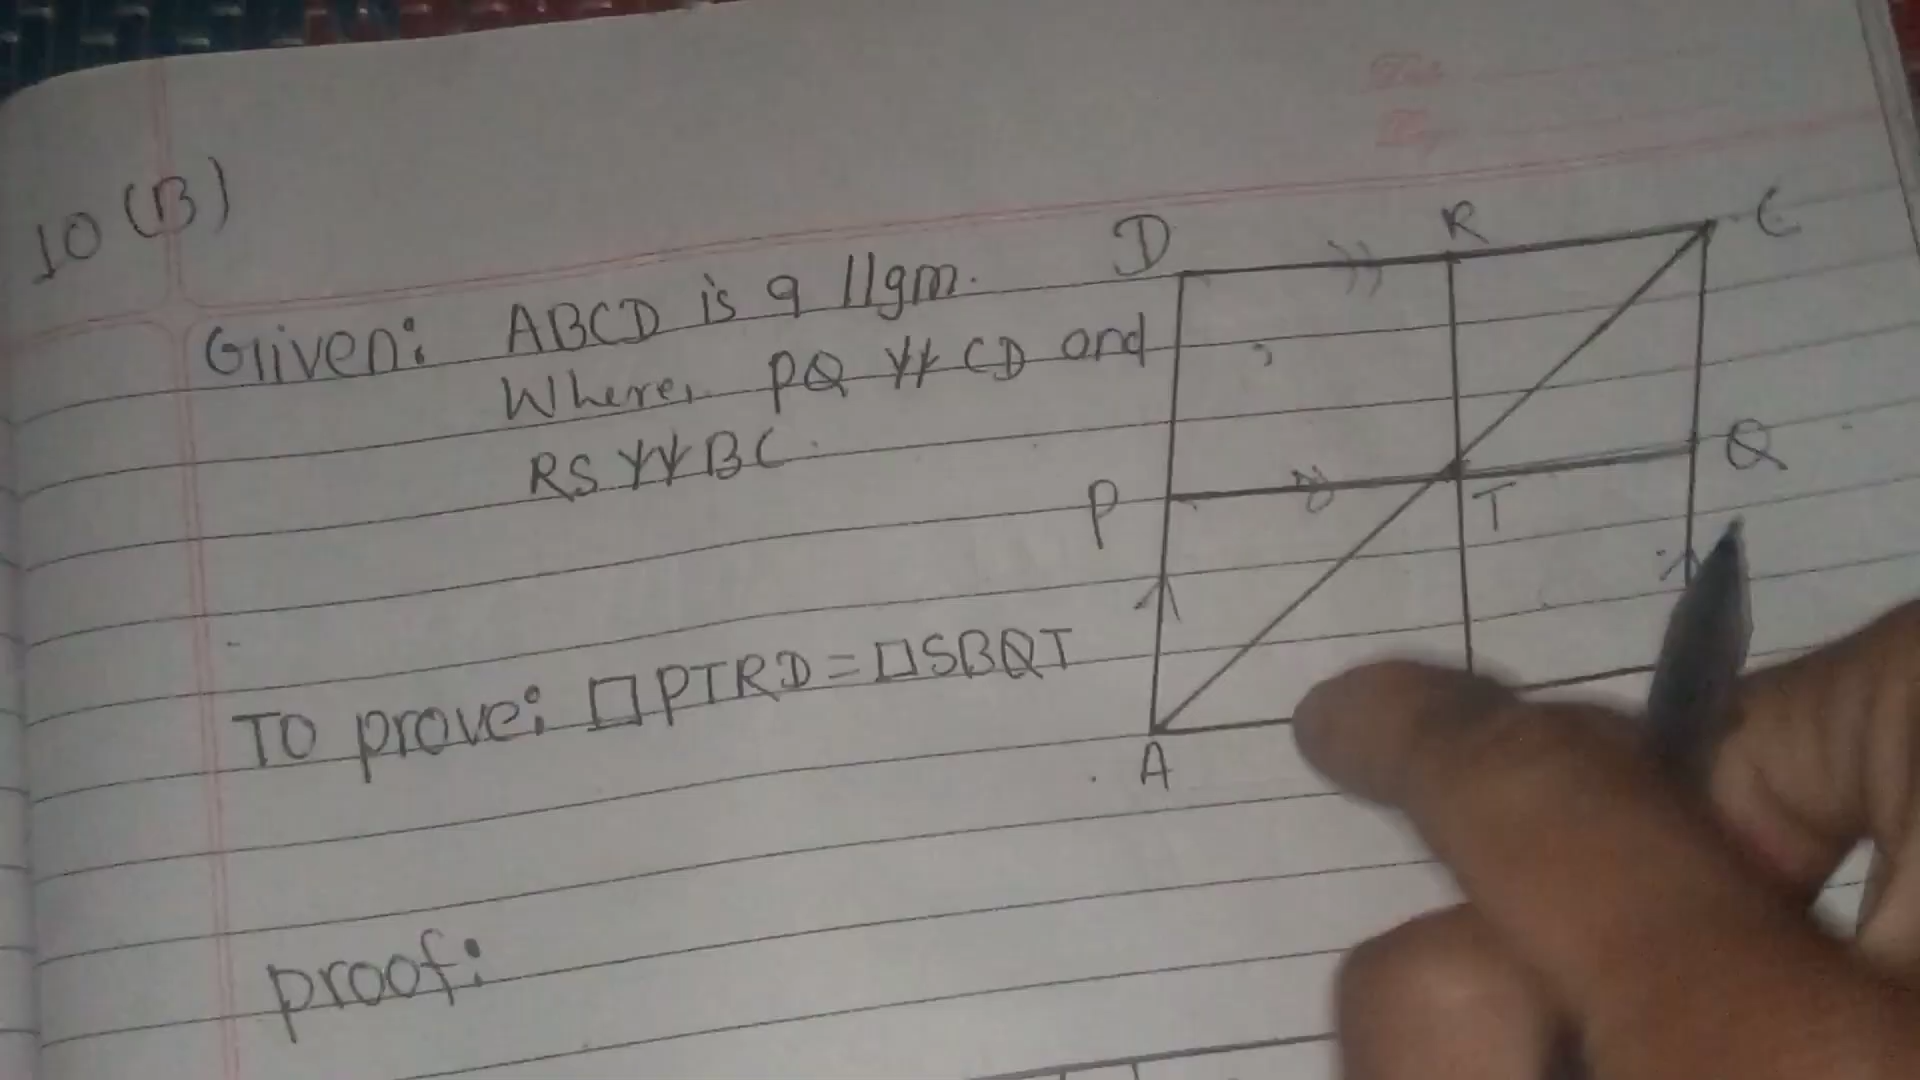 10 (B)
Given: ABCD is a ||gm.
Where, PQ || CD and
RS || BC.
To prove: □PTRD = □SBQT
proof:
D R C
P T Q
A